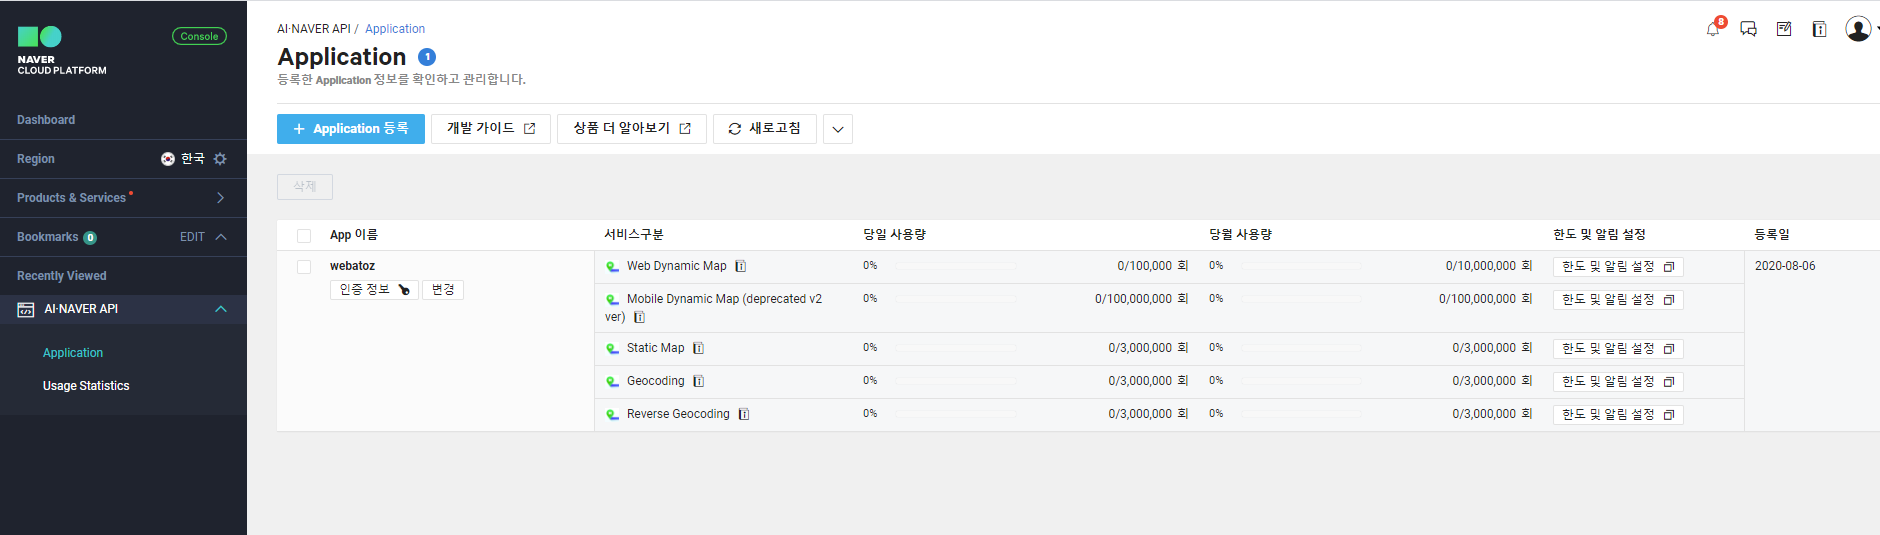 NAVER
CLOUD PLATFORM
Console
Dashboard
Region 한국
Products & Services
Bookmarks 0 EDIT
Recently Viewed
AI·NAVER API
Application
Usage Statistics
AI·NAVER API / Application
8
Application 1
등록한 Application 정보를 확인하고 관리합니다.
+ Application 등록 개발 가이드 상품 더 알아보기 새로고침
삭제
App 이름 서비스구분 당일 사용량 당월 사용량 한도 및 알림 설정 등록일
webatoz Web Dynamic Map 0% 0/100,000 회 0% 0/10,000,000 회 한도 및 알림 설정 2020-08-06
인증 정보 변경
Mobile Dynamic Map (deprecated v2 0% 0/100,000,000 회 0% 0/100,000,000 회 한도 및 알림 설정
ver)
Static Map 0% 0/3,000,000 회 0% 0/3,000,000 회 한도 및 알림 설정
Geocoding 0% 0/3,000,000 회 0% 0/3,000,000 회 한도 및 알림 설정
Reverse Geocoding 0% 0/3,000,000 회 0% 0/3,000,000 회 한도 및 알림 설정